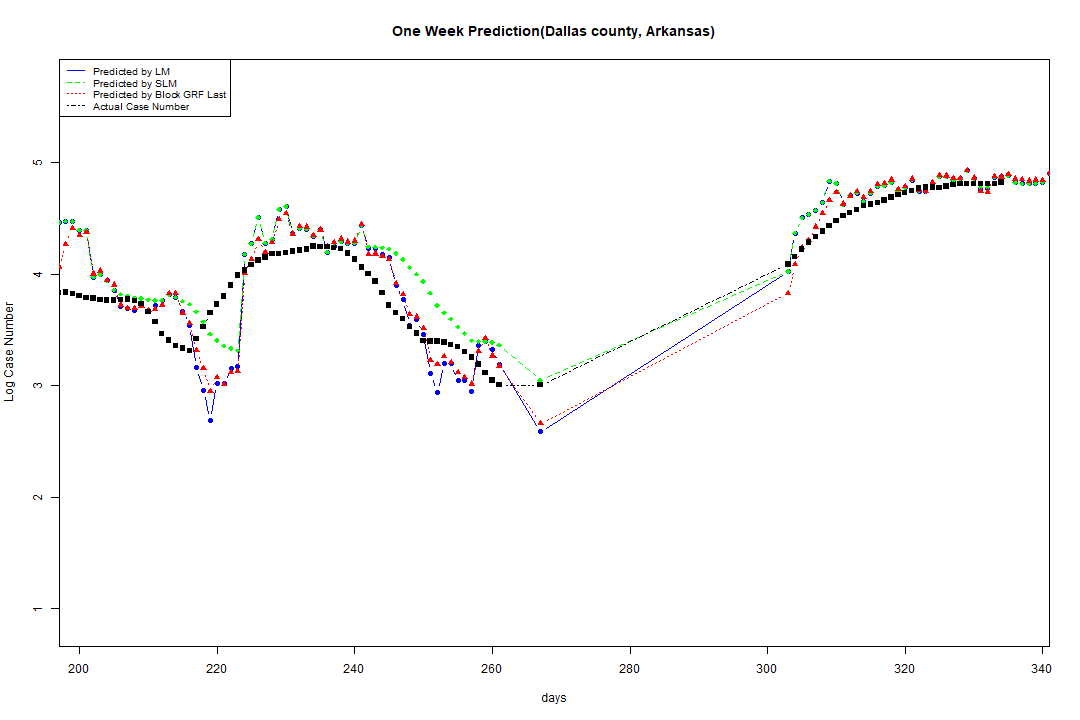 One Week Prediction(Dallas county, Arkansas)
Predicted by LM
Predicted by SLM
Predicted by Block GRF Last
Actual Case Number
Log Case Number
5
4
3
2
1
200 220 240 260 280 300 320 340
days